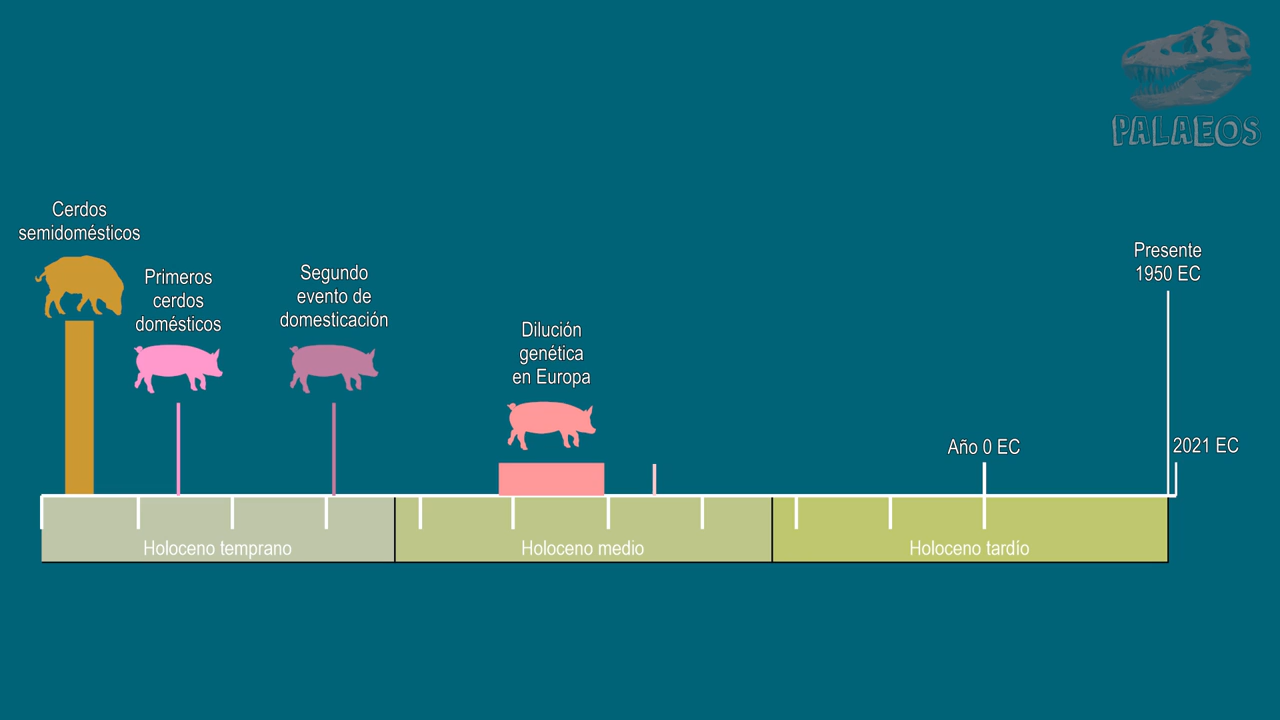 PALAEOS
Cerdos
semidomésticos
Primeros
cerdos
domésticos
Segundo
evento de
domesticación
Dilución
genética
en Europa
Presente
1950 EC
Año 0 EC
2021 EC
Holoceno temprano
Holoceno medio
Holoceno tardío